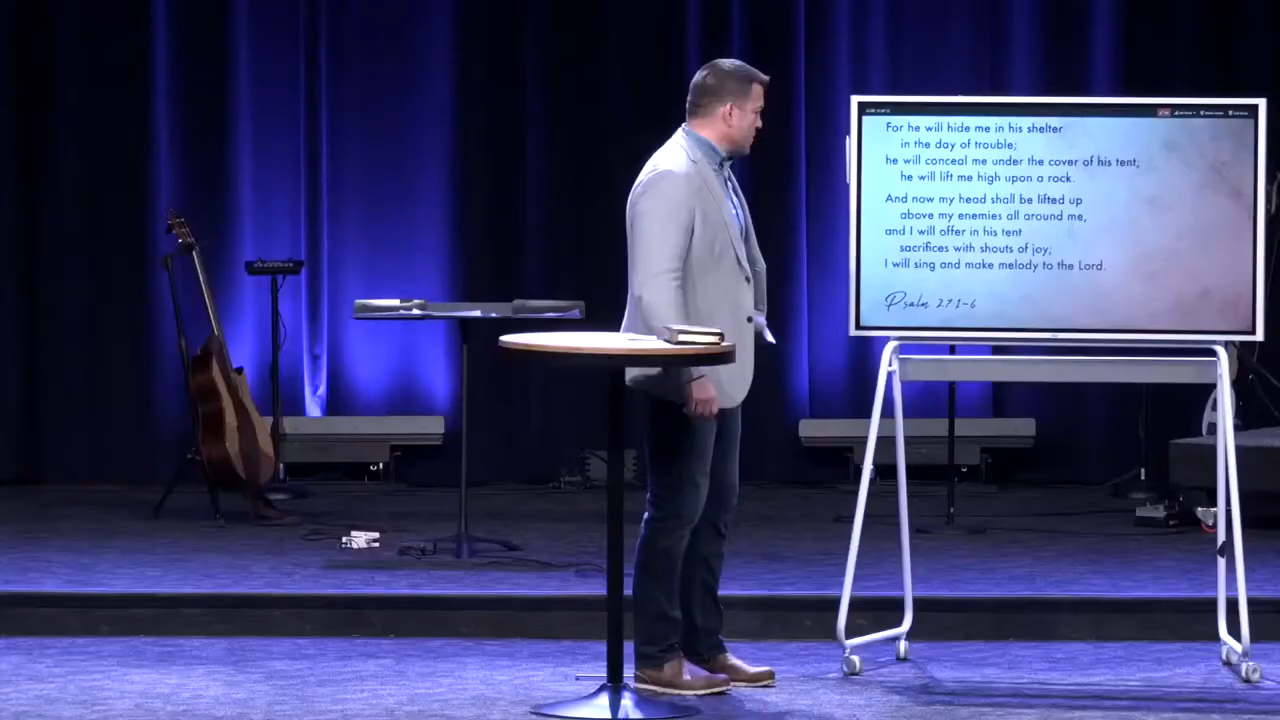 For he will hide me in his shelter
in the day of trouble;
he will conceal me under the cover of his tent;
he will lift me high upon a rock.
And now my head shall be lifted up
above my enemies all around me,
and I will offer in his tent
sacrifices with shouts of joy;
I will sing and make melody to the Lord.
Psalm 27:1-6